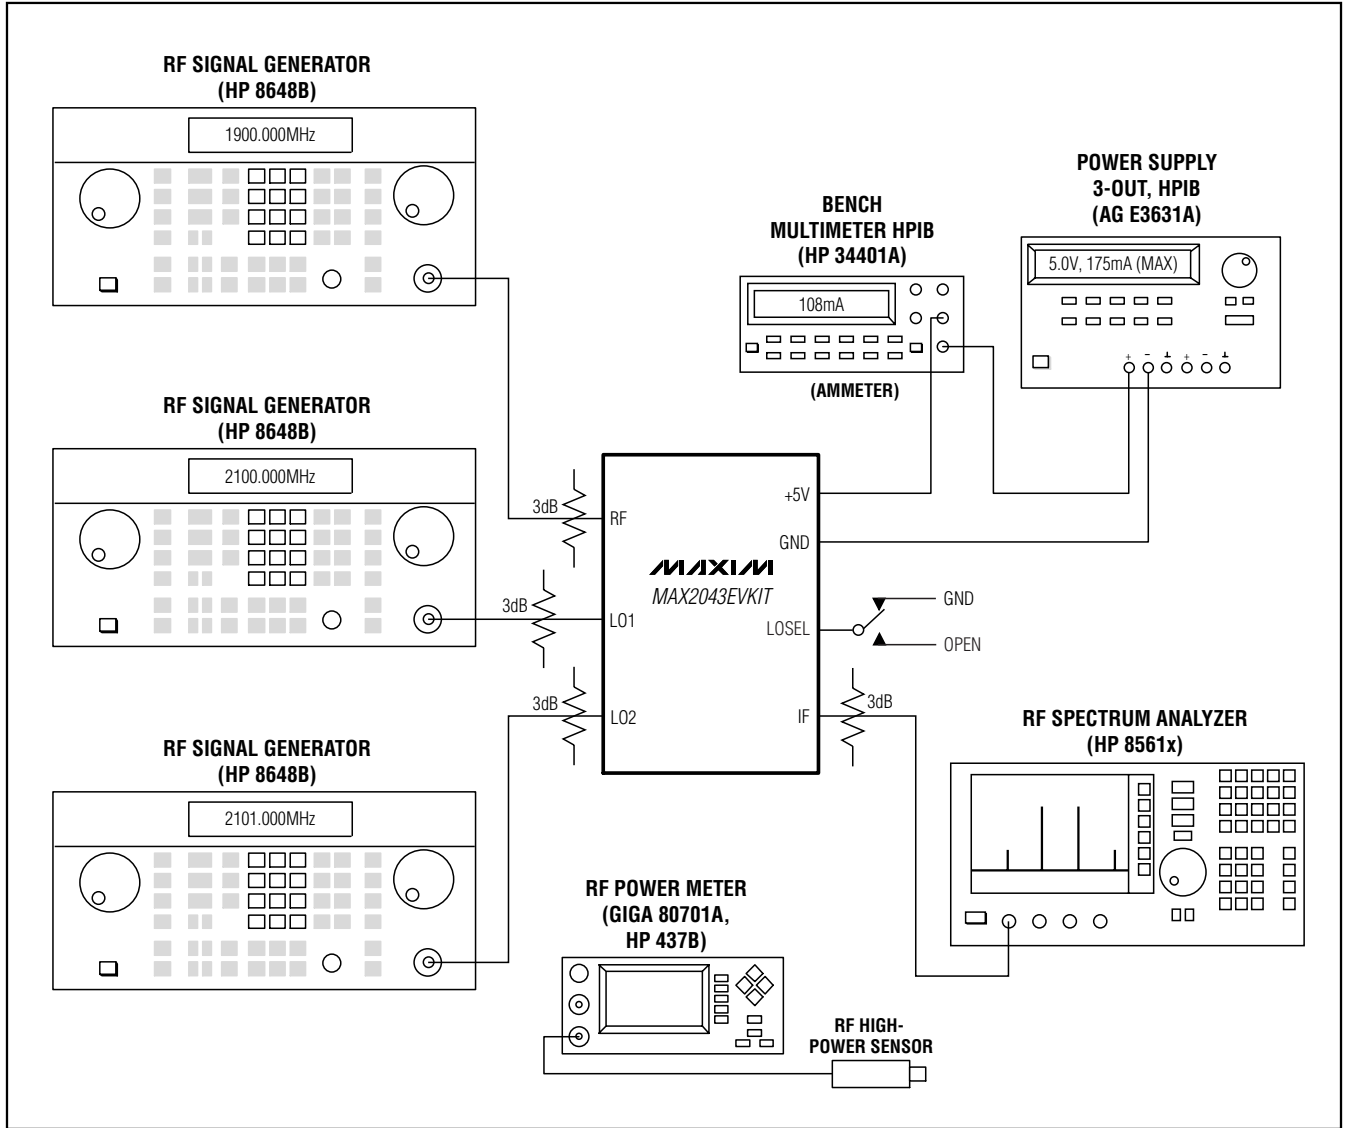 RF SIGNAL GENERATOR
(HP 8648B)
1900.000MHz
POWER SUPPLY
3-OUT, HPIB
(AG E3631A)
5.0V, 175mA (MAX)
+ - ⊥ + - ⊥
BENCH
MULTIMETER HPIB
(HP 34401A)
108mA
(AMMETER)
RF SIGNAL GENERATOR
(HP 8648B)
2100.000MHz
3dB
RF
+5V
GND
MAXIM
MAX2043EVKIT
3dB
LO1
LOSEL
GND
OPEN
3dB
LO2
IF
3dB
RF SIGNAL GENERATOR
(HP 8648B)
2101.000MHz
RF SPECTRUM ANALYZER
(HP 8561x)
RF POWER METER
(GIGA 80701A,
HP 437B)
RF HIGH-
POWER SENSOR